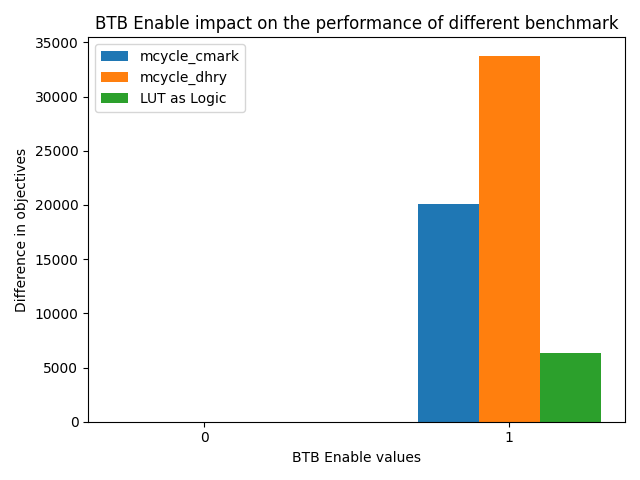 BTB Enable impact on the performance of different benchmark
35000
30000
25000
20000
15000
10000
5000
0
Difference in objectives
mcycle_cmark
mcycle_dhry
LUT as Logic
0
1
BTB Enable values